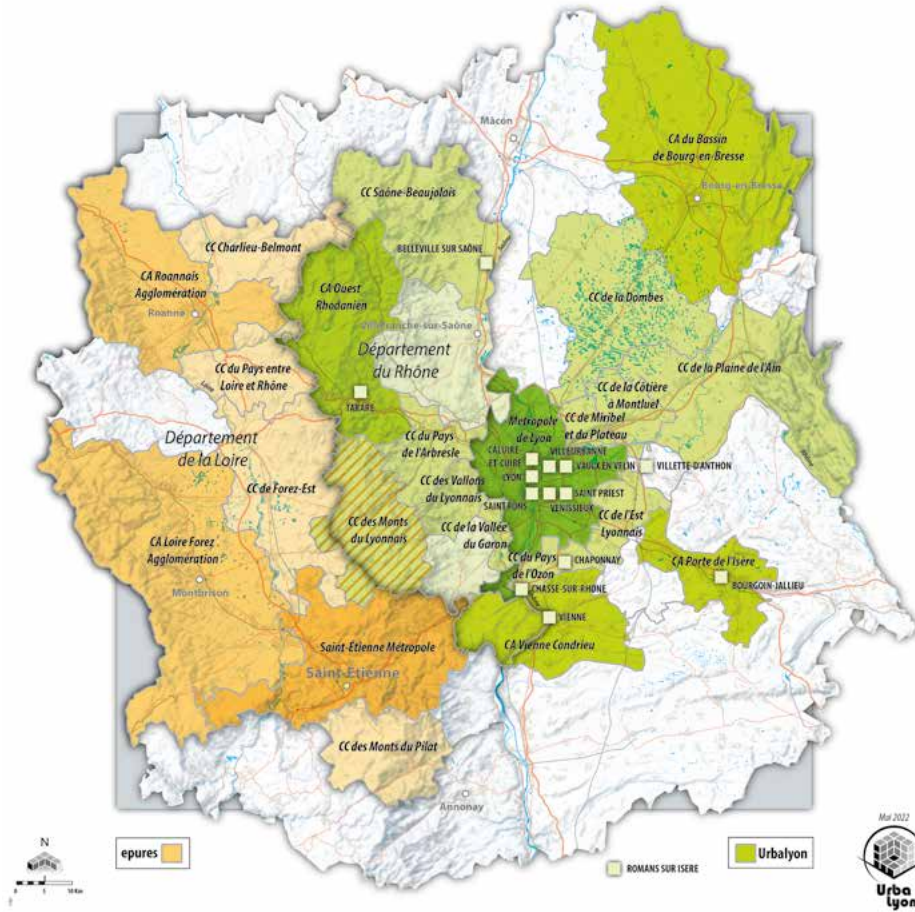 Mâcon
CA du Bassin
de Bourg-en-Bresse
Bourg-en-Bresse
CC Saône-Beaujolais
CC Charlieu-Belmont
BELLEVILLE SUR SAÔNE
CA Roannais
Agglomération
Roanne
CA Ouest
Rhodanien
CC de la Dombes
Villefranche-sur-Saône
Département
du Rhône
CC du Pays entre
Loire et Rhône
Loire
TARARE
CC de la Plaine de l'Ain
CC de la Côtière
à Montluel
Métropole
de Lyon
CC de Miribel
et du Plateau
Département
de la Loire
CC du Pays
de l'Arbresle
CALUIRE
ET CUIRE
VILLEURBANNE
VAULX EN VELIN
VILLETTE-D'ANTHON
LYON
CC de Forez-Est
CC des Vallons
du Lyonnais
SAINT FONS
SAINT PRIEST
VENISSIEUX
CC des Monts
du Lyonnais
CC de la Vallée
du Garon
CC de l'Est
Lyonnais
CA Loire Forez
Agglomération
Montbrison
CC du Pays
de l'Ozon
CHAPONNAY
CA Porte de l'Isère
BOURGOIN-JALLIEU
CHASSE-SUR-RHÔNE
VIENNE
Saint-Etienne Métropole
Saint-Étienne
CA Vienne Condrieu
CC des Monts du Pilat
Annonay
Mai 2022
N
0 5 10 Km
epures
ROMANS SUR ISERE
Urbalyon
Urba
Lyon